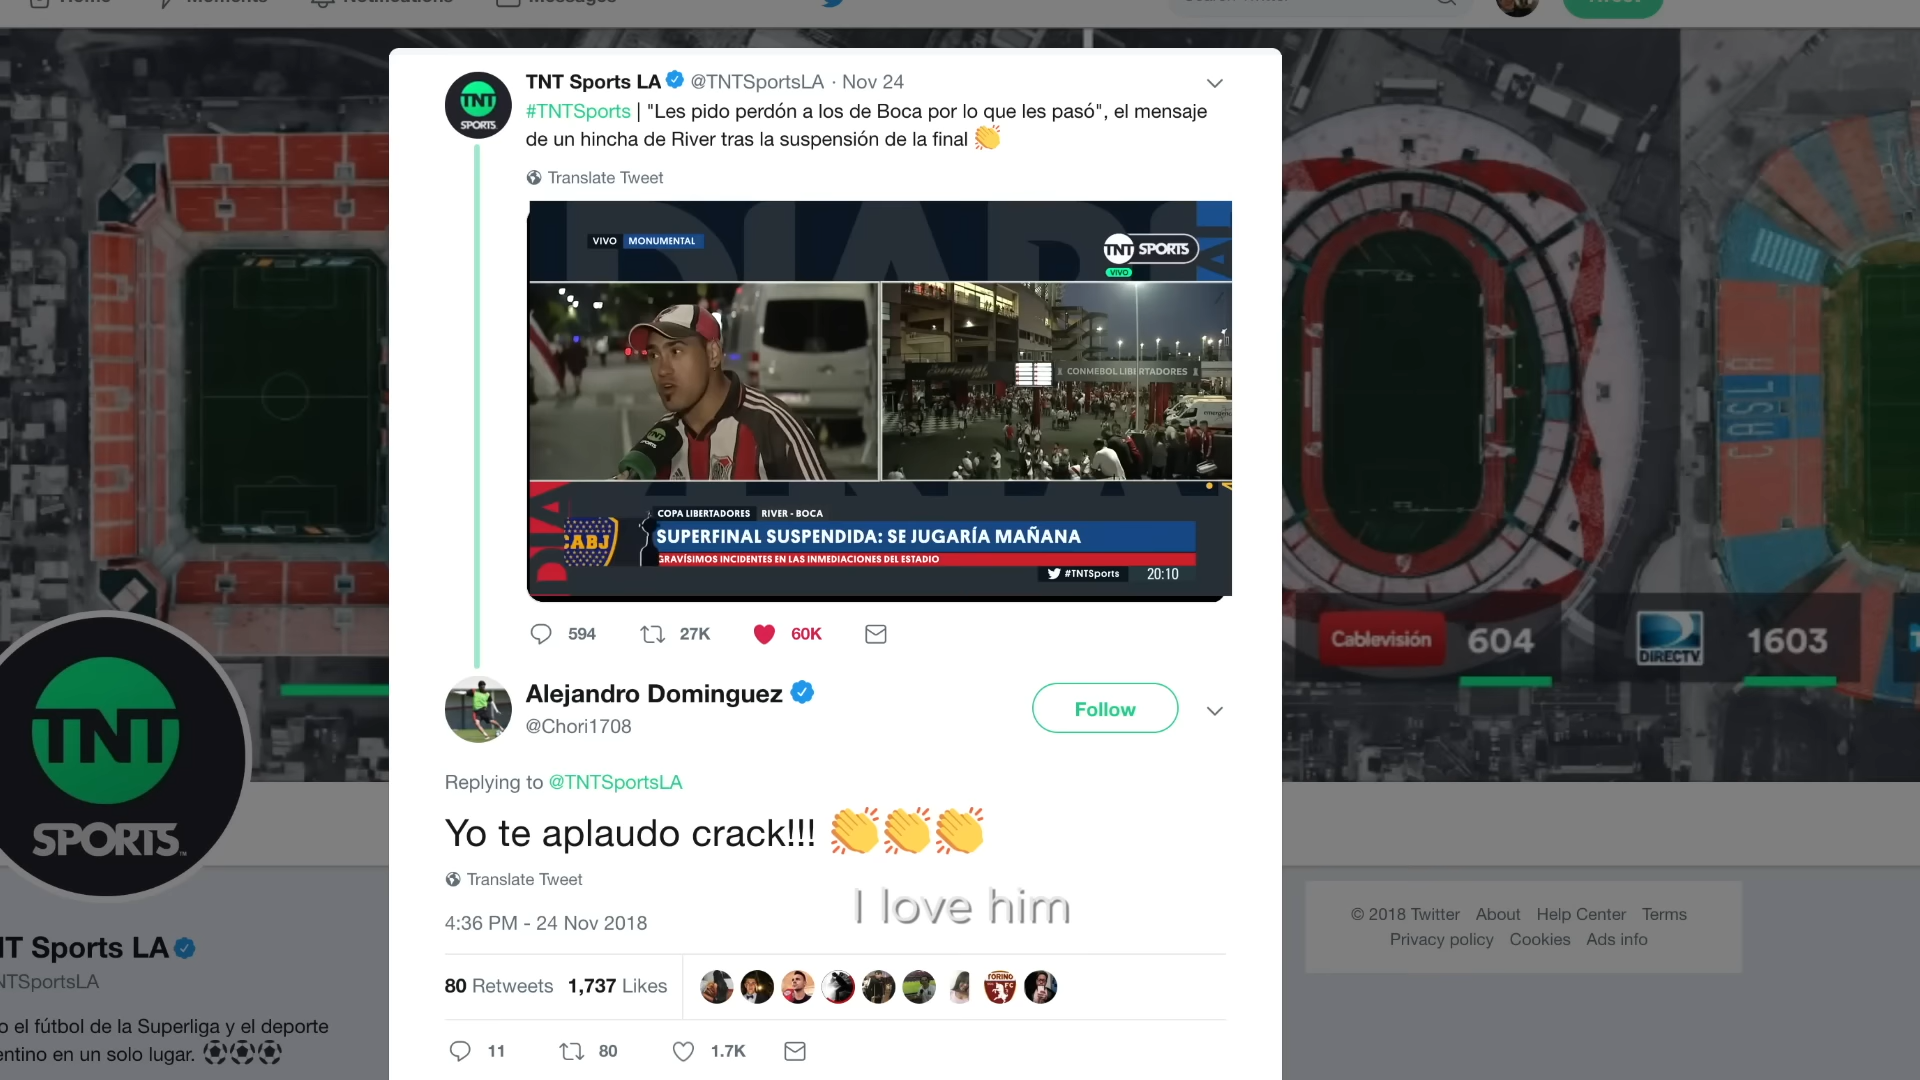 TNT Sports LA @TNTSportsLA · Nov 24
#TNTSports | "Les pido perdón a los de Boca por lo que les pasó", el mensaje
de un hincha de River tras la suspensión de la final 👏
Translate Tweet
VIVO MONUMENTAL
TNT SPORTS
VIVO
CONMEBOL LIBERTADORES
COPA LIBERTADORES RIVER - BOCA
CABJ
SUPERFINAL SUSPENDIDA: SE JUGARÍA MAÑANA
GRAVÍSIMOS INCIDENTES EN LAS INMEDIACIONES DEL ESTADIO
#TNTSports 20:10
594 27K 60K
Alejandro Dominguez
@Chori1708
Follow
Replying to @TNTSportsLA
Yo te aplaudo crack!!! 👏👏👏
Translate Tweet
I love him
4:36 PM - 24 Nov 2018
80 Retweets 1,737 Likes
11 80 1.7K
TNT
SPORTS
CASLA
Cablevisión 604
DIRECTV 1603
NT Sports LA
NTSportsLA
o el fútbol de la Superliga y el deporte
entino en un solo lugar. ⚽⚽⚽
© 2018 Twitter About Help Center Terms
Privacy policy Cookies Ads info